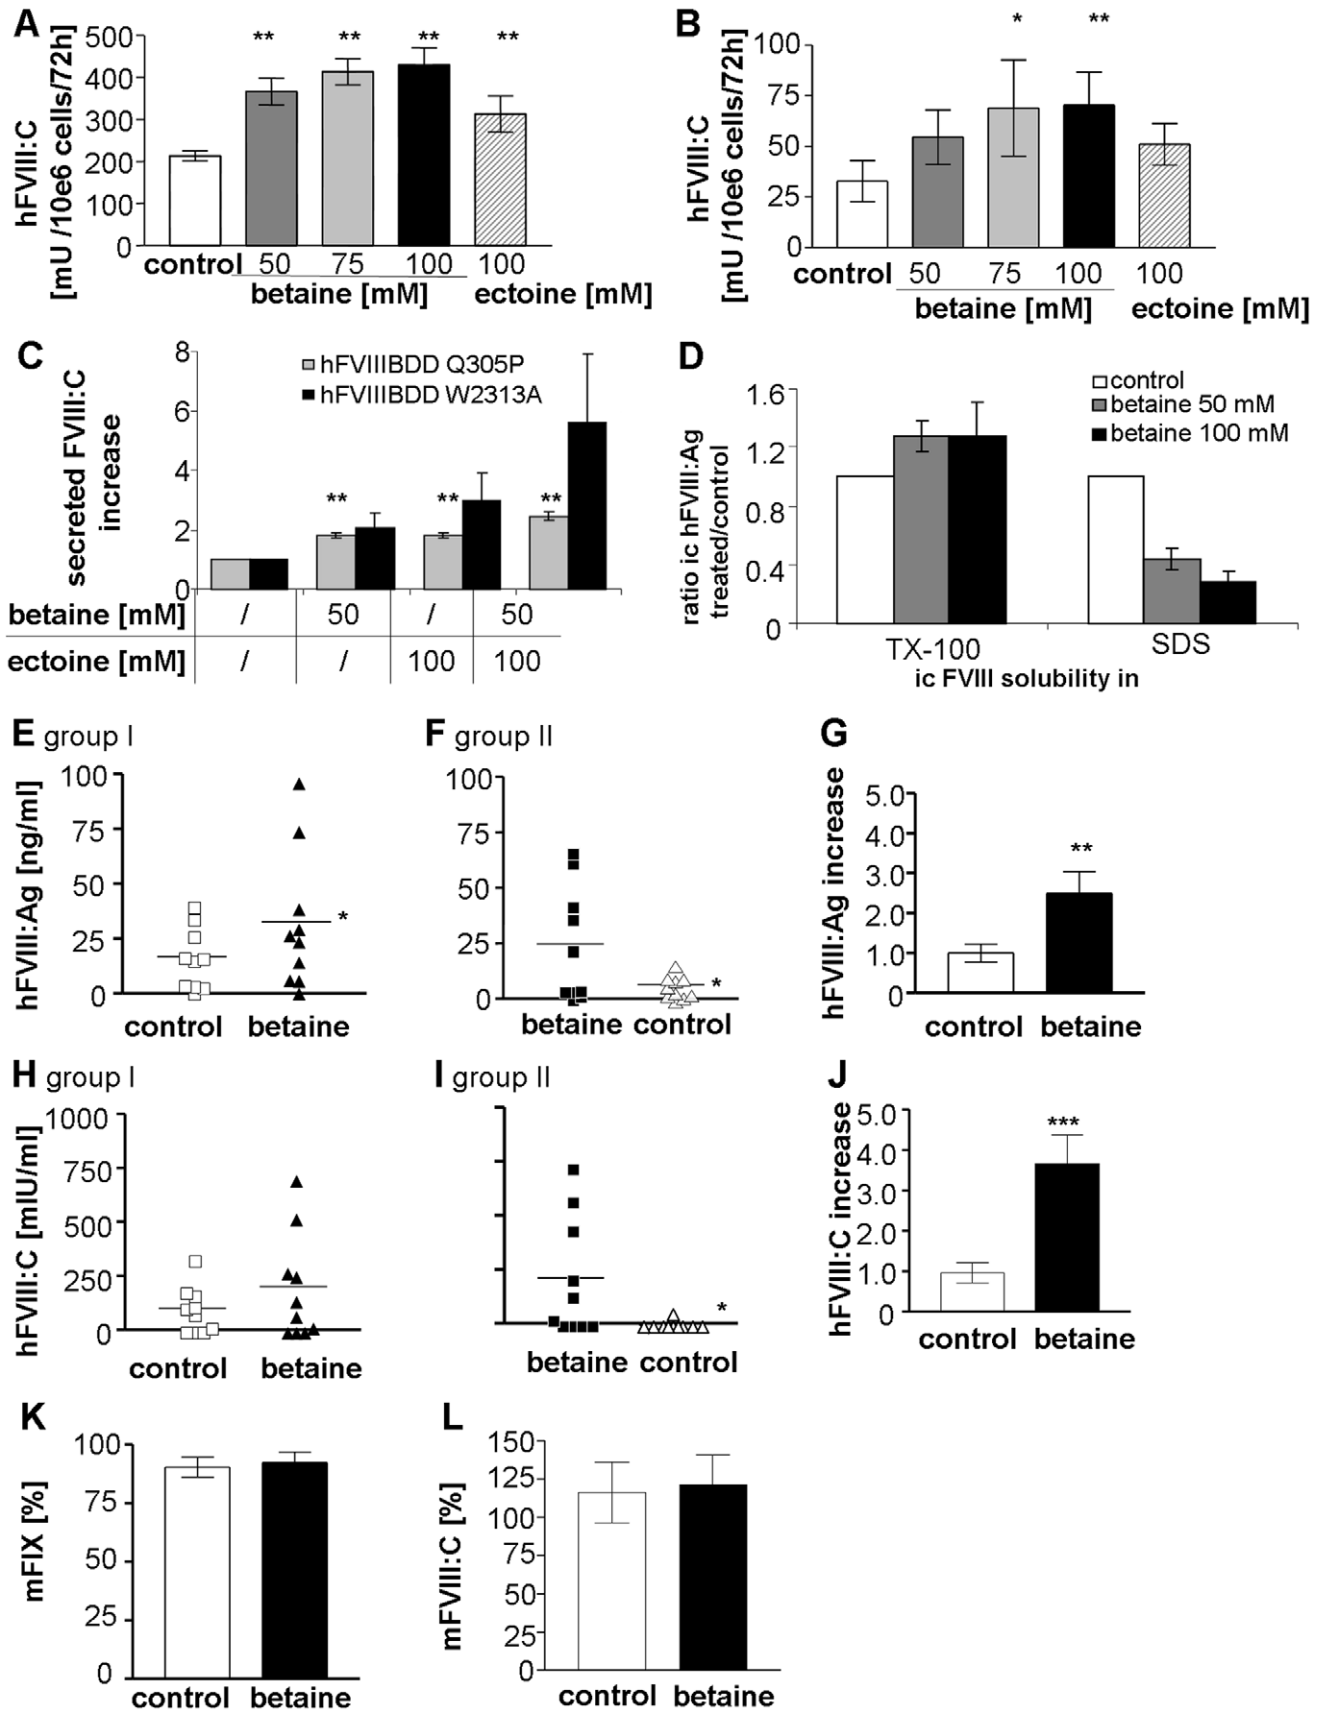 A
hFVIII:C
[mU /10e6 cells/72h]
500
400
300
200
100
0
** ** ** **
control 50 75 100 100
betaine [mM] ectoine [mM]
B
hFVIII:C
[mU /10e6 cells/72h]
100
75
50
25
0
* **
control 50 75 100 100
betaine [mM] ectoine [mM]
C
secreted FVIII:C
increase
8
6
4
2
0
hFVIIIBDD Q305P
hFVIIIBDD W2313A
** ** **
betaine [mM] / 50 / 50
ectoine [mM] / / 100 100
D
ratio ic hFVIII:Ag
treated/control
1.6
1.2
0.8
0.4
0
control
betaine 50 mM
betaine 100 mM
TX-100 SDS
ic FVIII solubility in
E group I
hFVIII:Ag [ng/ml]
100
75
50
25
0
*
control betaine
F group II
100
75
50
25
0
*
betaine control
G
hFVIII:Ag increase
5.0
4.0
3.0
2.0
1.0
0
**
control betaine
H group I
hFVIII:C [mIU/ml]
1000
750
500
250
0
control betaine
I group II
*
betaine control
J
hFVIII:C increase
5.0
4.0
3.0
2.0
1.0
0
***
control betaine
K
mFIX [%]
100
75
50
25
0
control betaine
L
mFVIII:C [%]
150
125
100
75
50
25
0
control betaine